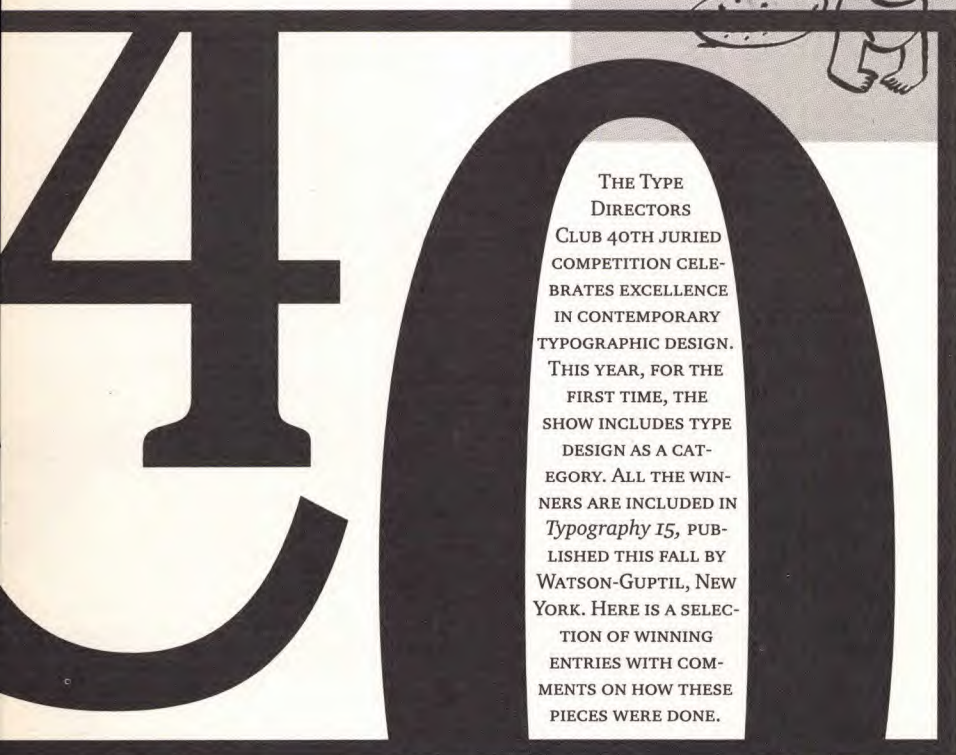 40
THE TYPE
DIRECTORS
CLUB 40TH JURIED
COMPETITION CELE-
BRATES EXCELLENCE
IN CONTEMPORARY
TYPOGRAPHIC DESIGN.
THIS YEAR, FOR THE
FIRST TIME, THE
SHOW INCLUDES TYPE
DESIGN AS A CAT-
EGORY. ALL THE WIN-
NERS ARE INCLUDED IN
Typography 15, PUB-
LISHED THIS FALL BY
WATSON-GUPTIL, NEW
YORK. HERE IS A SELEC-
TION OF WINNING
ENTRIES WITH COM-
MENTS ON HOW THESE
PIECES WERE DONE.